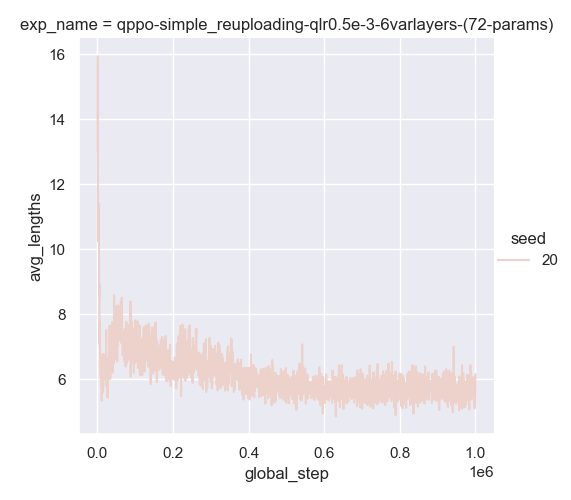 exp_name = qppo-simple_reuploading-qlr0.5e-3-6varlayers-(72-params)
16
14
12
10
8
6
avg_lengths
seed
20
0.0 0.2 0.4 0.6 0.8 1.0
1e6
global_step